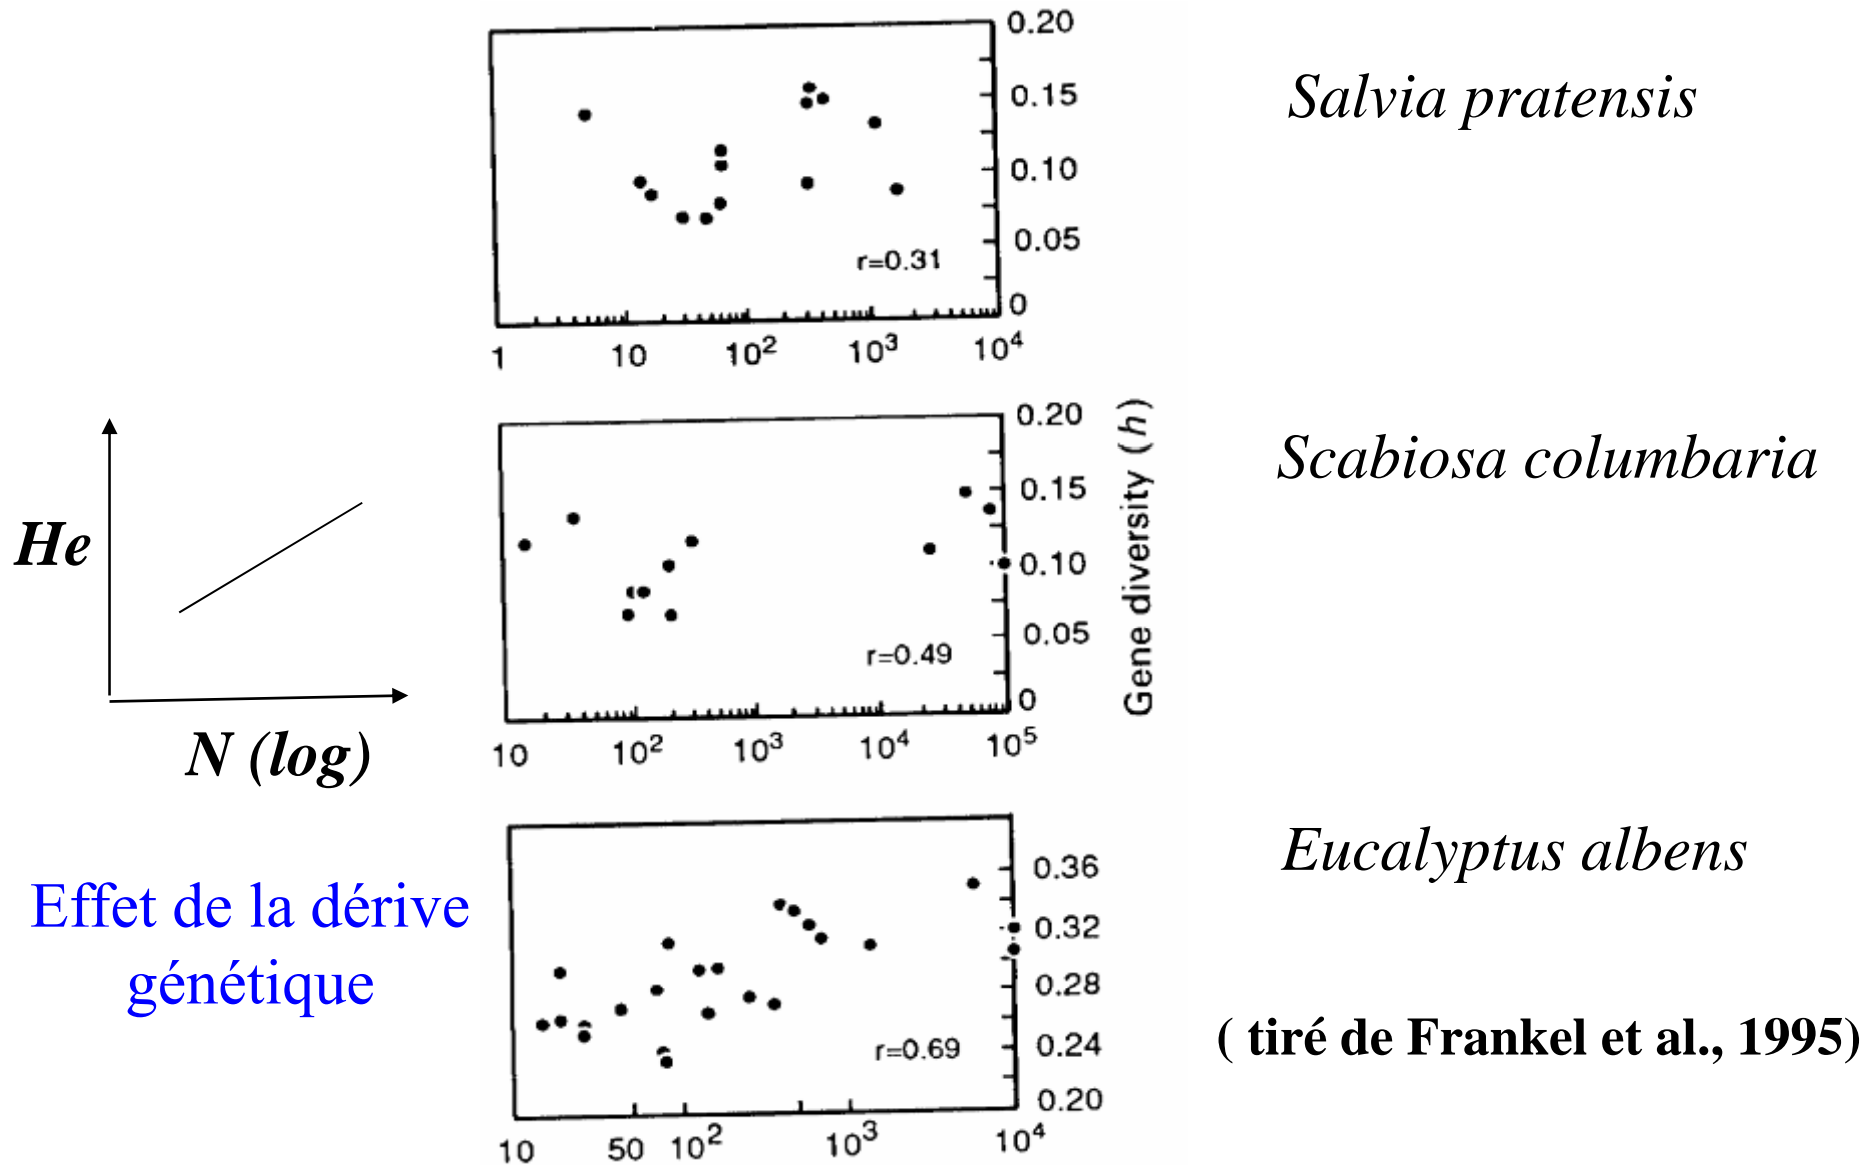 0.20
0.15
0.10
0.05
0
r=0.31
1 10 10² 10³ 10⁴
Salvia pratensis
He
N (log)
Effet de la dérive
génétique
0.20
0.15
0.10
0.05
0
r=0.49
10 10² 10³ 10⁴ 10⁵
Gene diversity (h)
Scabiosa columbaria
0.36
0.32
0.28
0.24
0.20
r=0.69
10 50 10² 10³ 10⁴
Eucalyptus albens
( tiré de Frankel et al., 1995)